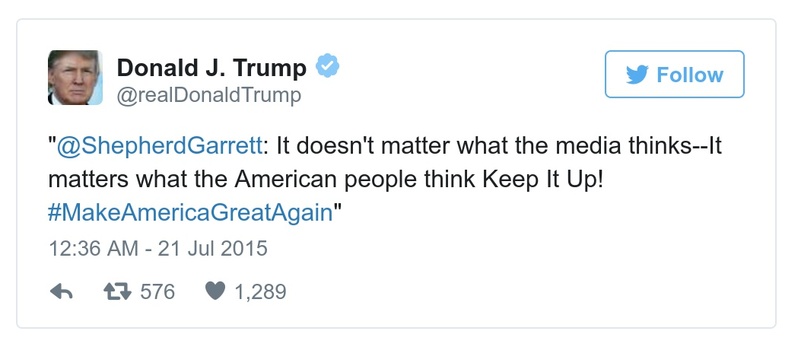 Donald J. Trump
@realDonaldTrump
Follow
"@ShepherdGarrett: It doesn't matter what the media thinks--It
matters what the American people think Keep It Up!
#MakeAmericaGreatAgain"
12:36 AM - 21 Jul 2015
576 1,289